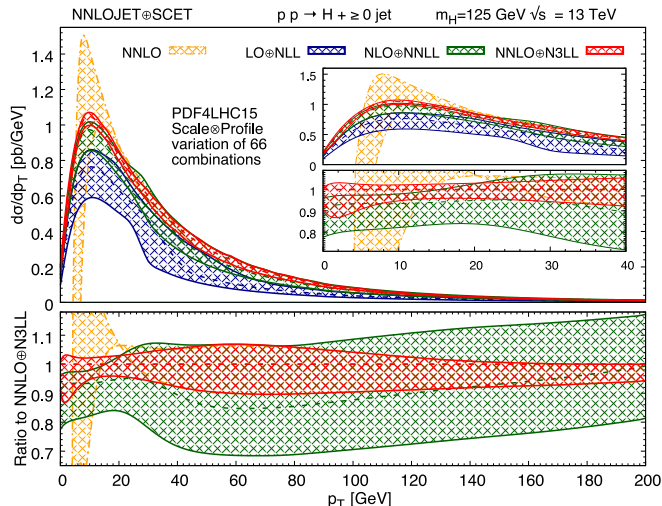 NNLOJET⊕SCET p p → H + ≥ 0 jet m_H=125 GeV √s = 13 TeV
NNLO LO⊕NLL NLO⊕NNLL NNLO⊕N3LL
PDF4LHC15
Scale⊗Profile
variation of 66
combinations
dσ/dp_T [pb/GeV]
1.4
1.2
1
0.8
0.6
0.4
0.2
0
1.5
1
0.5
0
1
0.9
0.8
0 10 20 30 40
Ratio to NNLO⊕N3LL
1.1
1
0.9
0.8
0.7
0 20 40 60 80 100 120 140 160 180 200
p_T [GeV]